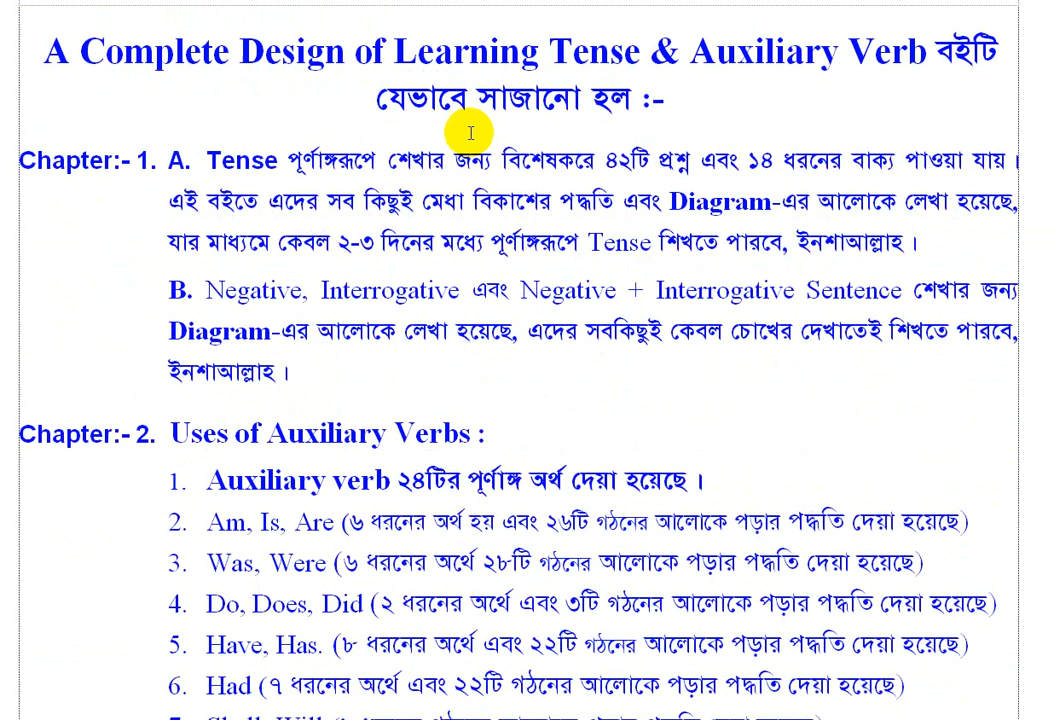 A Complete Design of Learning Tense & Auxiliary Verb বইটি
যেভাবে সাজানো হল :-
Chapter:- 1. A. Tense পূর্ণাঙ্গরূপে শেখার জন্য বিশেষকরে ৪২টি প্রশ্ন এবং ১৪ ধরনের বাক্য পাওয়া যায়।
এই বইতে এদের সব কিছুই মেধা বিকাশের পদ্ধতি এবং Diagram-এর আলোকে লেখা হয়েছে,
যার মাধ্যমে কেবল ২-৩ দিনের মধ্যে পূর্ণাঙ্গরূপে Tense শিখতে পারবে, ইনশাআল্লাহ।
B. Negative, Interrogative এবং Negative + Interrogative Sentence শেখার জন্য
Diagram-এর আলোকে লেখা হয়েছে, এদের সবকিছুই কেবল চোখের দেখাতেই শিখতে পারবে,
ইনশাআল্লাহ।
Chapter:- 2. Uses of Auxiliary Verbs :
1. Auxiliary verb ২৪টির পূর্ণাঙ্গ অর্থ দেয়া হয়েছে।
2. Am, Is, Are (৬ ধরনের অর্থ হয় এবং ২৬টি গঠনের আলোকে পড়ার পদ্ধতি দেয়া হয়েছে)
3. Was, Were (৬ ধরনের অর্থে ২৮টি গঠনের আলোকে পড়ার পদ্ধতি দেয়া হয়েছে)
4. Do, Does, Did (২ ধরনের অর্থে এবং ৩টি গঠনের আলোকে পড়ার পদ্ধতি দেয়া হয়েছে)
5. Have, Has. (৮ ধরনের অর্থে এবং ২২টি গঠনের আলোকে পড়ার পদ্ধতি দেয়া হয়েছে)
6. Had (৭ ধরনের অর্থে এবং ২২টি গঠনের আলোকে পড়ার পদ্ধতি দেয়া হয়েছে)